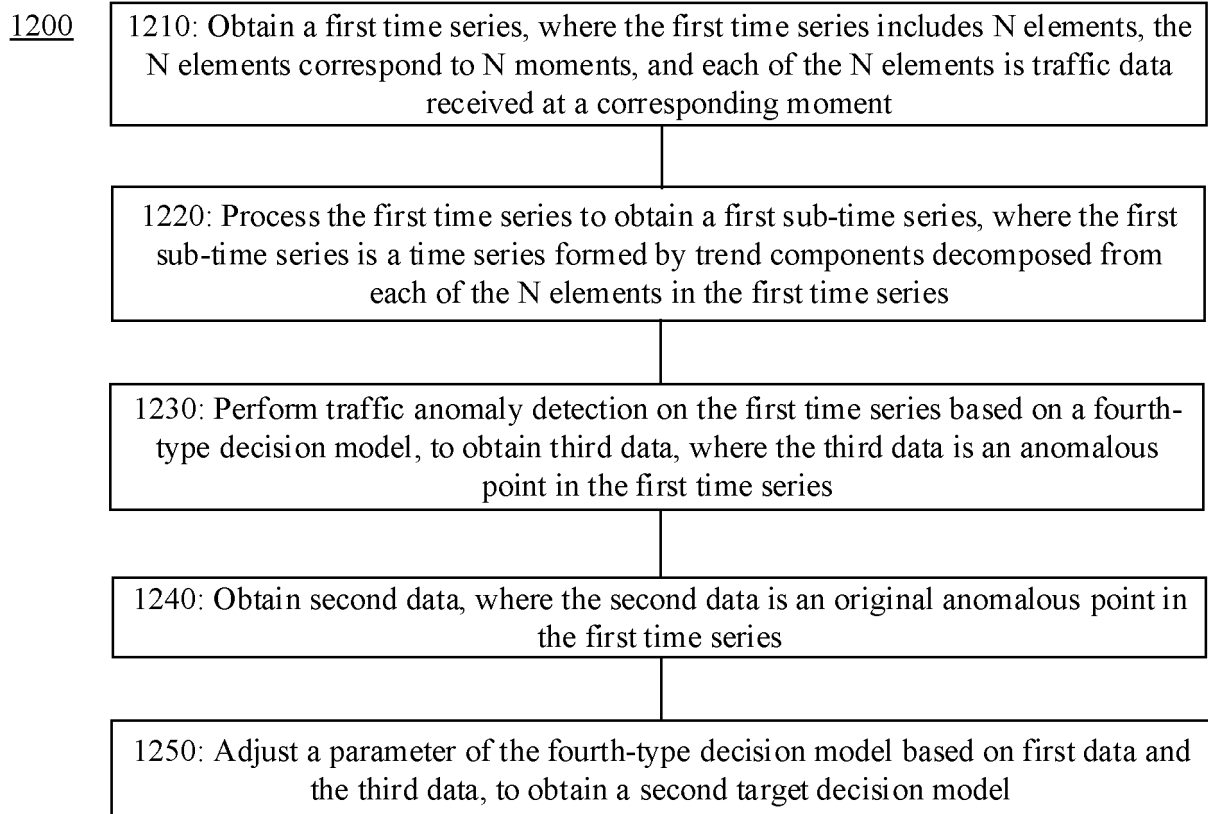 1200
1210: Obtain a first time series, where the first time series includes N elements, the
N elements correspond to N moments, and each of the N elements is traffic data
received at a corresponding moment
1220: Process the first time series to obtain a first sub-time series, where the first
sub-time series is a time series formed by trend components decomposed from
each of the N elements in the first time series
1230: Perform traffic anomaly detection on the first time series based on a fourth-
type decision model, to obtain third data, where the third data is an anomalous
point in the first time series
1240: Obtain second data, where the second data is an original anomalous point in
the first time series
1250: Adjust a parameter of the fourth-type decision model based on first data and
the third data, to obtain a second target decision model